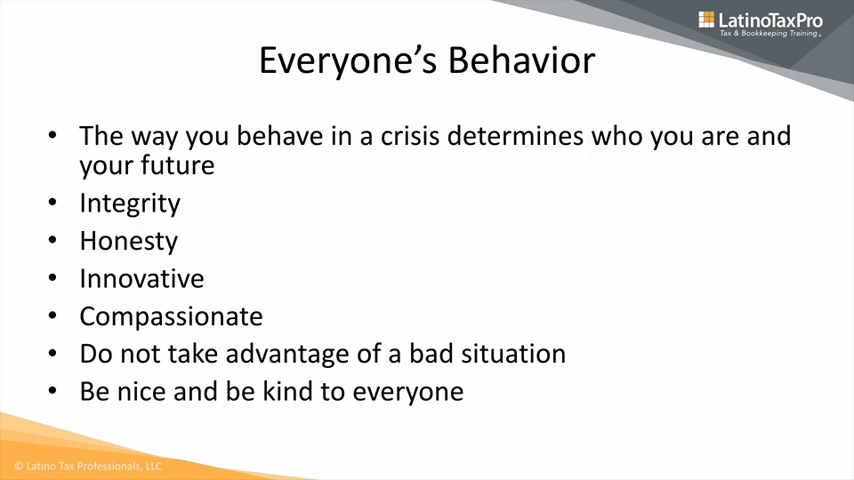 LatinoTaxPro
Tax & Bookkeeping Training
Everyone's Behavior
• The way you behave in a crisis determines who you are and
your future
• Integrity
• Honesty
• Innovative
• Compassionate
• Do not take advantage of a bad situation
• Be nice and be kind to everyone
© Latino Tax Professionals, LLC